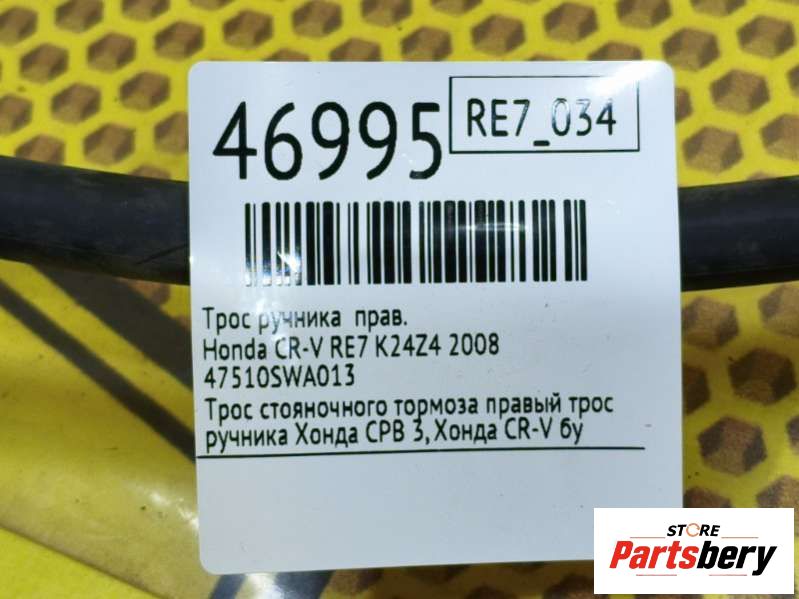 46995
RE7_034
Трос ручника прав.
Honda CR-V RE7 K24Z4 2008
47510SWA013
Трос стояночного тормоза правый трос
ручника Хонда СРВ 3, Хонда CR-V бу
STORE
Partsbery